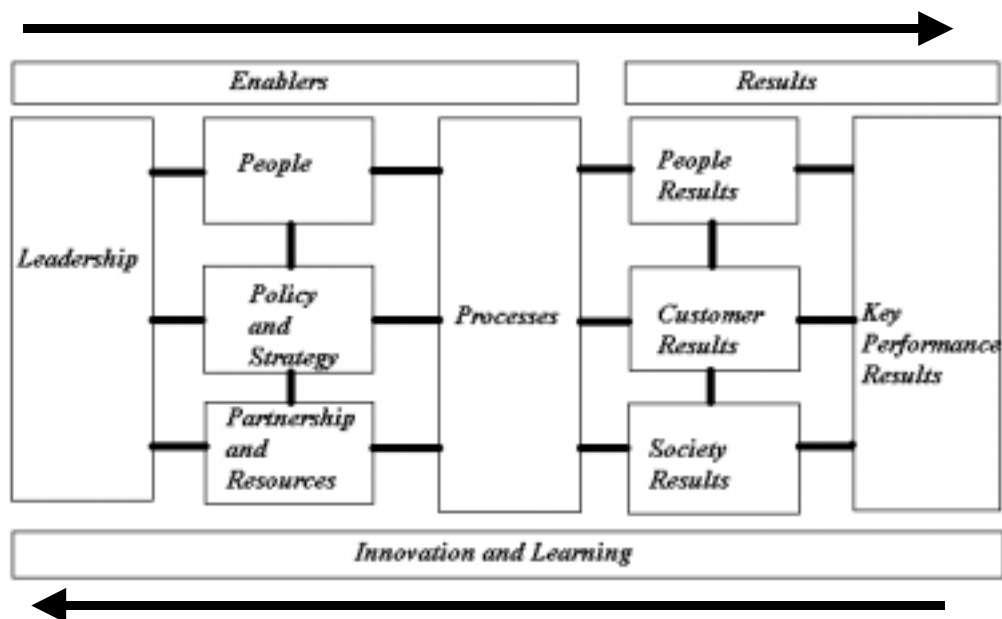 Enablers
Results
Leadership
People
Policy
and
Strategy
Partnership
and
Resources
Processes
People
Results
Customer
Results
Society
Results
Key
Performance
Results
Innovation and Learning